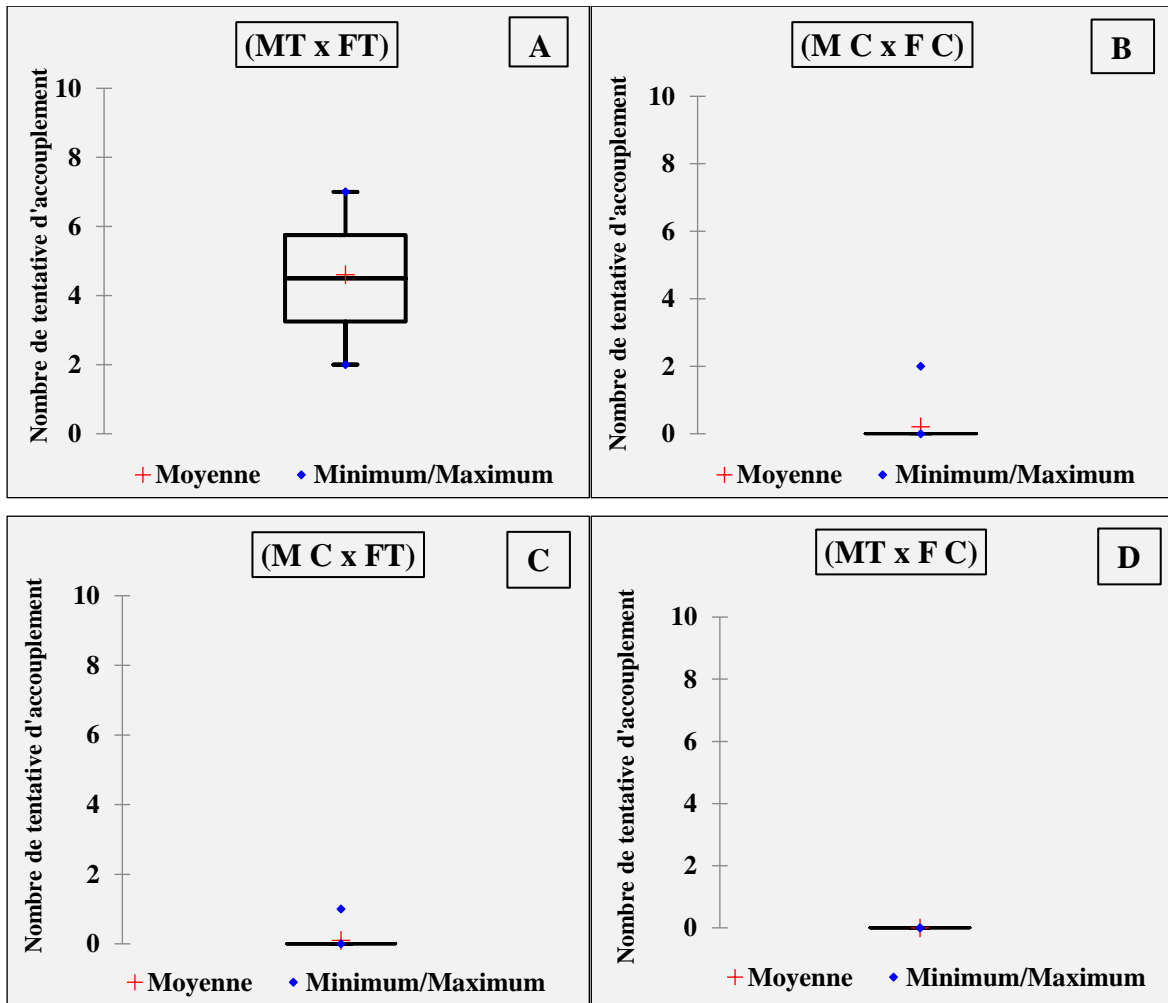 (MT x FT)
A
Nombre de tentative d'accouplement
10
8
6
4
2
0
Moyenne
Minimum/Maximum
(M C x F C)
B
Nombre de tentative d'accouplement
10
8
6
4
2
0
Moyenne
Minimum/Maximum
(M C x FT)
C
Nombre de tentative d'accouplement
10
8
6
4
2
0
Moyenne
Minimum/Maximum
(MT x F C)
D
Nombre de tentative d'accouplement
10
8
6
4
2
0
Moyenne
Minimum/Maximum